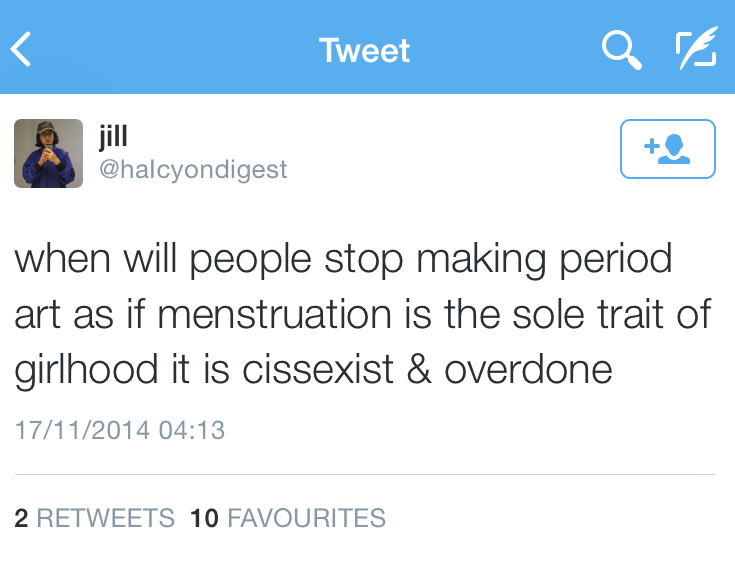 Tweet
jill
@halcyondigest
when will people stop making period
art as if menstruation is the sole trait of
girlhood it is cissexist & overdone
17/11/2014 04:13
2 RETWEETS 10 FAVOURITES